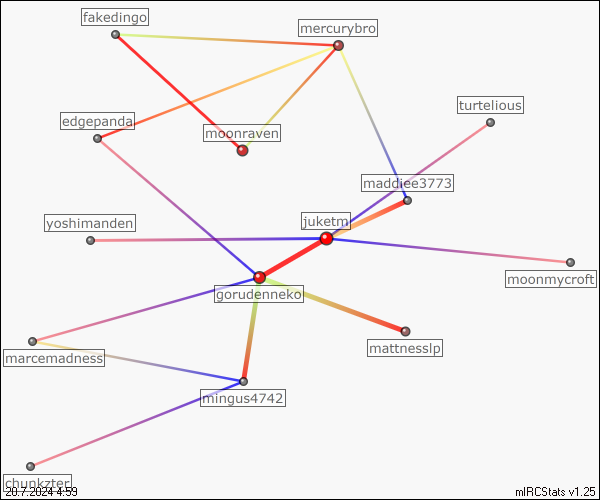 fakedingo
mercurybro
turtelious
edgepanda
moonraven
maddiee3773
yoshimanden
juketm
moonmycroft
gorudenneko
marcemadness
mattnesslp
mingus4742
chunkzter
20.7.2024 4:59
mIRCStats v1.25